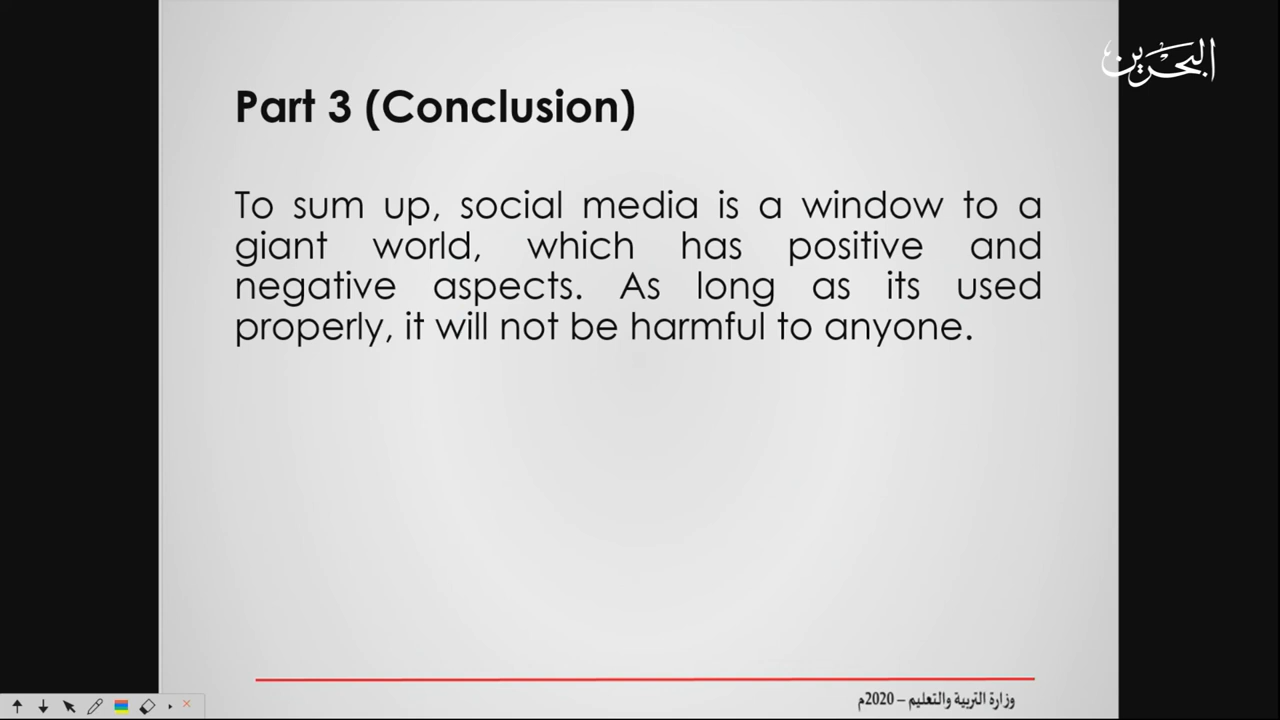 البحرين
Part 3 (Conclusion)
To sum up, social media is a window to a
giant world, which has positive and
negative aspects. As long as its used
properly, it will not be harmful to anyone.
وزارة التربية والتعليم – 2020م